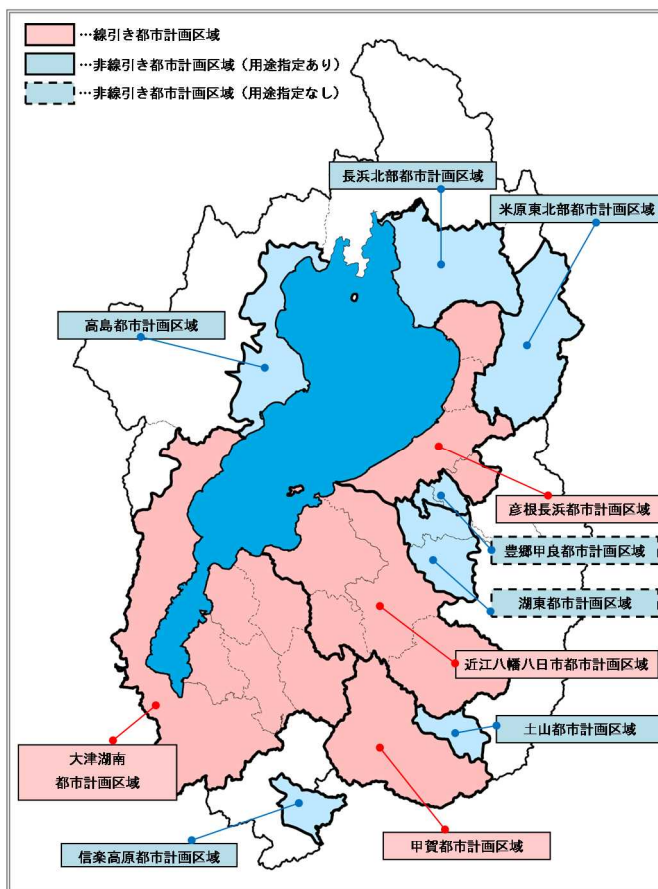 …線引き都市計画区域
…非線引き都市計画区域（用途指定あり）
…非線引き都市計画区域（用途指定なし）
長浜北部都市計画区域
米原東北部都市計画区域
高島都市計画区域
彦根長浜都市計画区域
豊郷甲良都市計画区域
湖東都市計画区域
近江八幡八日市都市計画区域
土山都市計画区域
大津湖南
都市計画区域
甲賀都市計画区域
信楽高原都市計画区域